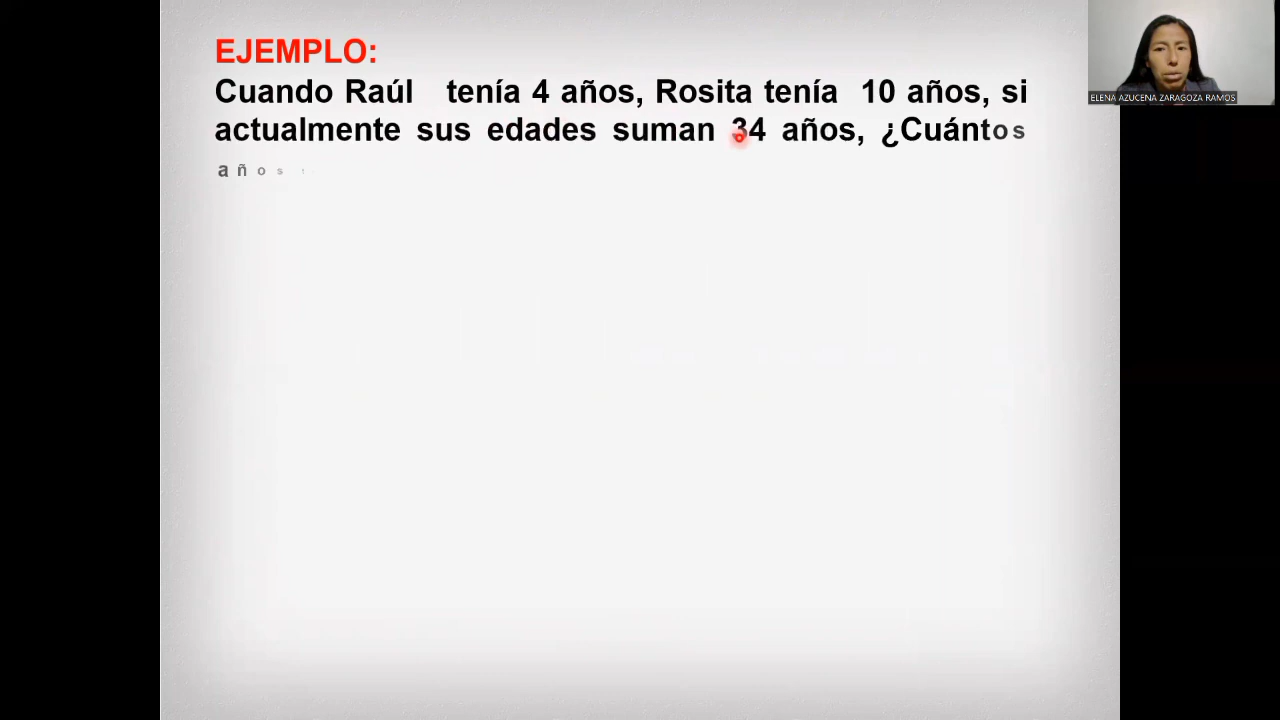 EJEMPLO:
Cuando Raúl tenía 4 años, Rosita tenía 10 años, si
actualmente sus edades suman 34 años, ¿Cuántos
años
ELENA AZUCENA ZARAGOZA RAMOS